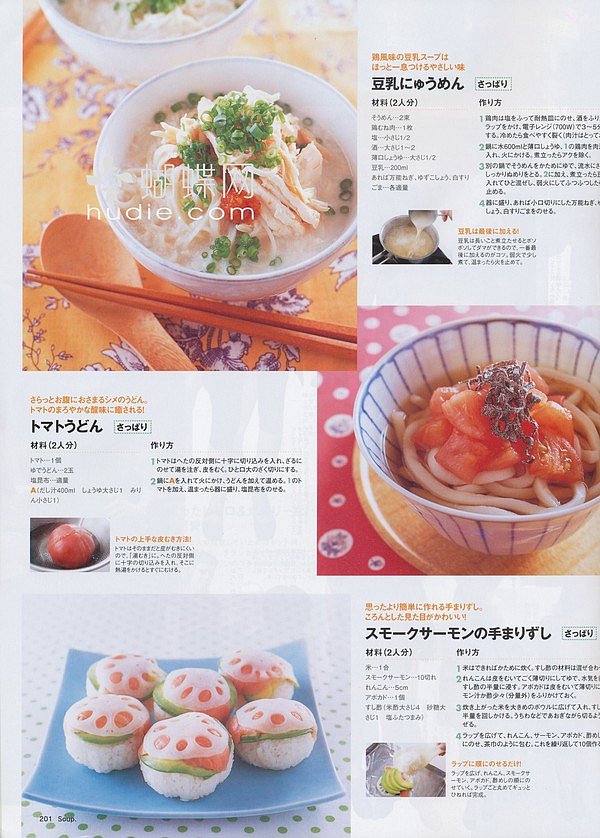 鶏風味の豆乳スープは
ほっと一息つけるやさしい味
豆乳にゅうめん
さっぱり
材料(2人分)
そうめん…2束
鶏むね肉…1枚
塩…小さじ1/2
酒…大さじ1〜2
薄口しょうゆ…大さじ1/2
豆乳…200ml
あれば万能ねぎ、ゆずこしょう、白すり
ごま…各適量
作り方
1 鶏肉は塩をふって耐熱皿にのせ、酒をふり、
ラップをかけ、電子レンジ(700W)で3〜5分
する。冷めたら食べやすく裂く(肉汁はとって
2 鍋に水600mlと薄口しょうゆ、1の鶏肉を肉
入れ、火にかける。煮立ったらアクを除く。
3 別の鍋でそうめんをかためにゆで、流水に
しっかりぬめりをとる。2に加え、煮立ったら
入れてひと混ぜし、弱火にしてふつふつした
止める。
4 器に盛り、あれば小口切りにした万能ねぎ、
しょう、白すりごまをのせる。
豆乳は最後に加える!
豆乳は長いこと煮立たせるとボソ
ボソしてダマができるので、一番最
後に加えるのがコツ。弱火で少し
煮て、温まったら火を止めて。
蝴蝶网
hudie.com
さらっとお腹におさまるシメのうどん。
トマトのまろやかな酸味に癒される!
トマトうどん
さっぱり
材料(2人分)
トマト…1個
ゆでうどん…2玉
塩昆布…適量
A(だし汁400ml しょうゆ大さじ1 みり
ん小さじ1)
作り方
1 トマトはへたの反対側に十字に切り込みを入れ、ざるに
のせて湯を注ぎ、皮をむく。ひと口大のざく切りにする。
2 鍋にAを入れて火にかけ、うどんを加えて温める。1のト
マトを加え、温まったら器に盛り、塩昆布をのせる。
トマトの上手な皮むき方法!
トマトはそのままだと皮がむきにくい
ので、「湯むき」に。へたの反対側
に十字の切り込みを入れ、そこに
熱湯をかけるとすぐにむける。
思ったより簡単に作れる手まりずし。
ころんとした見た目がかわいい!
スモークサーモンの手まりずし
さっぱり
材料(2人分)
米…1合
スモークサーモン…10切れ
れんこん…5cm
アボカド…1個
すし酢(米酢大さじ4 砂糖大
さじ1 塩ふたつまみ)
作り方
1 米はできればかために炊く。すし酢の材料は混ぜ合わ
2 れんこんは皮をむいてごく薄切りにしてゆで、水気を
すし酢の半量に浸す。アボカドは皮をむいて薄切りに
モン汁か酢少々(分量外)をふりかけておく。
3 炊き上がった米を大きめのボウルに広げて入れ、す
半量を回しかける。うちわなどであおぎながら切るよう
ぜる。
4 ラップを広げて、れんこん、サーモン、アボカド、酢めし
にのせ、茶巾のように包む。これを繰り返して10個作る
ラップに順にのせるだけ!
ラップを広げ、れんこん、スモークサ
ーモン、アボカド、酢めしの順にの
せていく。ラップごと丸めてギュッと
ひねれば完成。
201 Soup.